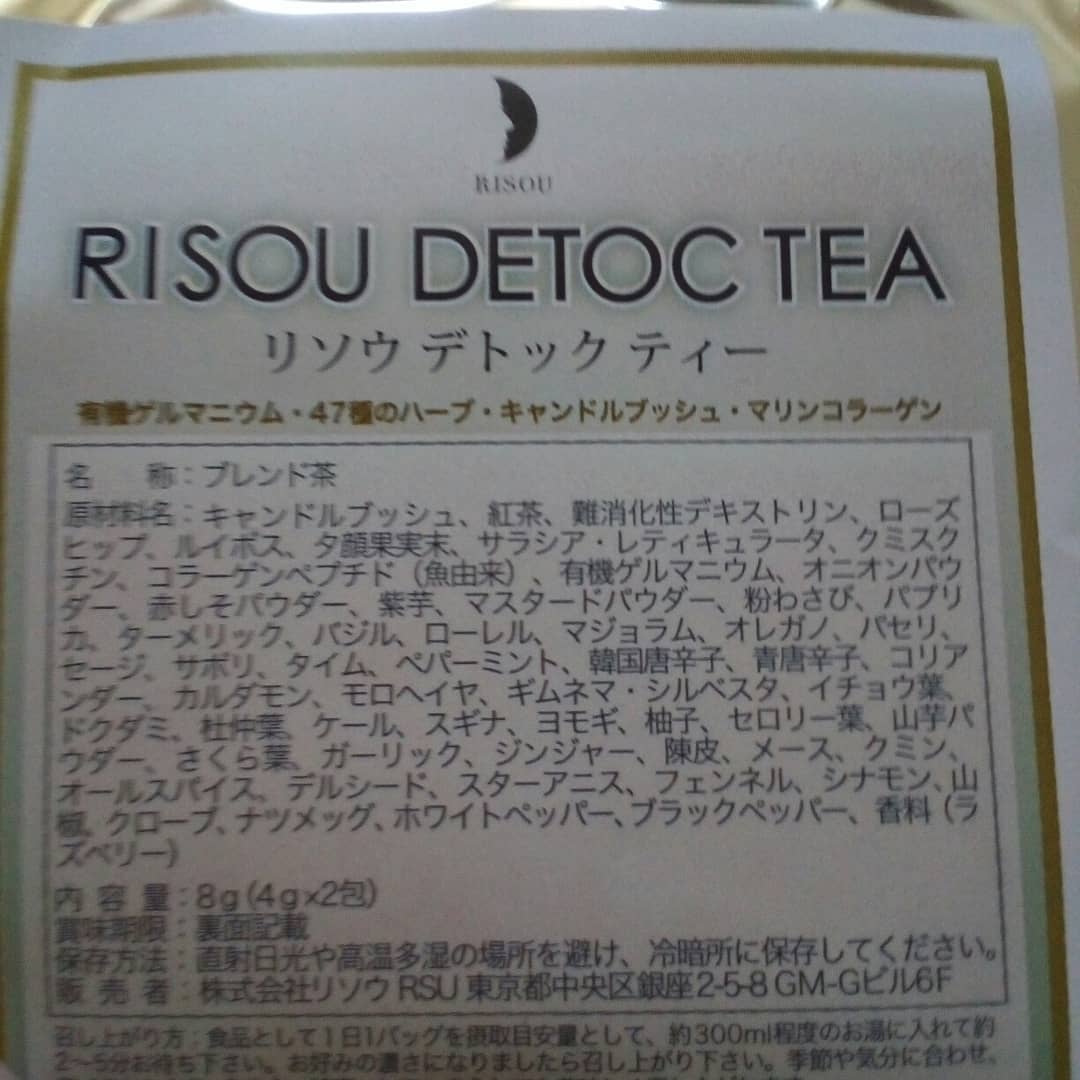 RISOU
RISOU DETOC TEA
リソウ デトック ティー
有機ゲルマニウム・47種のハーブ・キャンドルブッシュ・マリンコラーゲン
名　　称：ブレンド茶
原材料名：キャンドルブッシュ、紅茶、難消化性デキストリン、ローズ
ヒップ、ルイボス、夕顔果実末、サラシア・レティキュラータ、クミスク
チン、コラーゲンペプチド（魚由来）、有機ゲルマニウム、オニオンパウ
ダー、赤しそパウダー、紫芋、マスタードパウダー、粉わさび、パプリ
カ、ターメリック、バジル、ローレル、マジョラム、オレガノ、パセリ、
セージ、サボリ、タイム、ペパーミント、韓国唐辛子、青唐辛子、コリア
ンダー、カルダモン、モロヘイヤ、ギムネマ・シルベスタ、イチョウ葉、
ドクダミ、杜仲葉、ケール、スギナ、ヨモギ、柚子、セロリー葉、山芋パ
ウダー、さくら葉、ガーリック、ジンジャー、陳皮、メース、クミン、
オールスパイス、デルシード、スターアニス、フェンネル、シナモン、山
椒、クローブ、ナツメッグ、ホワイトペッパー、ブラックペッパー、香料（ラ
ズベリー）
内 容 量：8g（4g×2包）
賞味期限：裏面記載
保存方法：直射日光や高温多湿の場所を避け、冷暗所に保存してください。
販 売 者：株式会社リソウ RSU 東京都中央区銀座2-5-8 GM-Gビル6F
召し上がり方：食品として1日1バッグを摂取目安量として、約300ml程度のお湯に入れて約
2〜5分お待ち下さい。お好みの濃さになりましたら召し上がり下さい。季節や気分に合わせ、